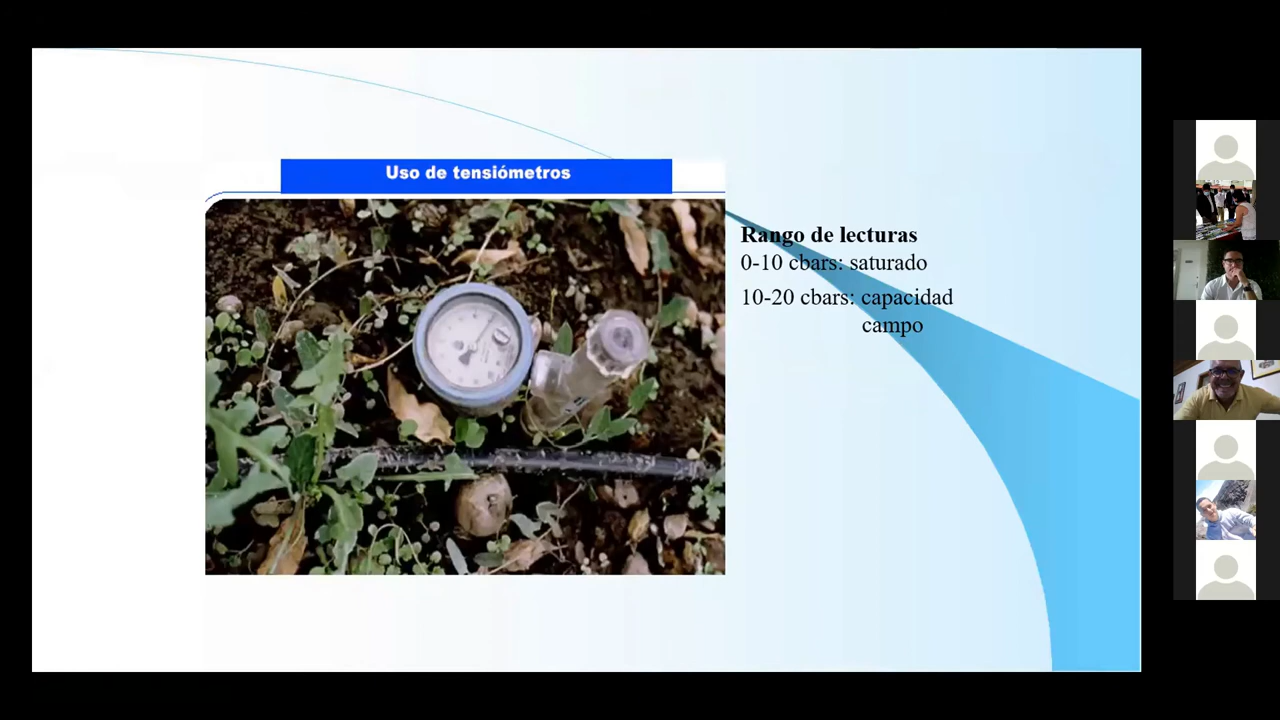 Uso de tensiómetros
Rango de lecturas
0-10 cbars: saturado
10-20 cbars: capacidad
campo